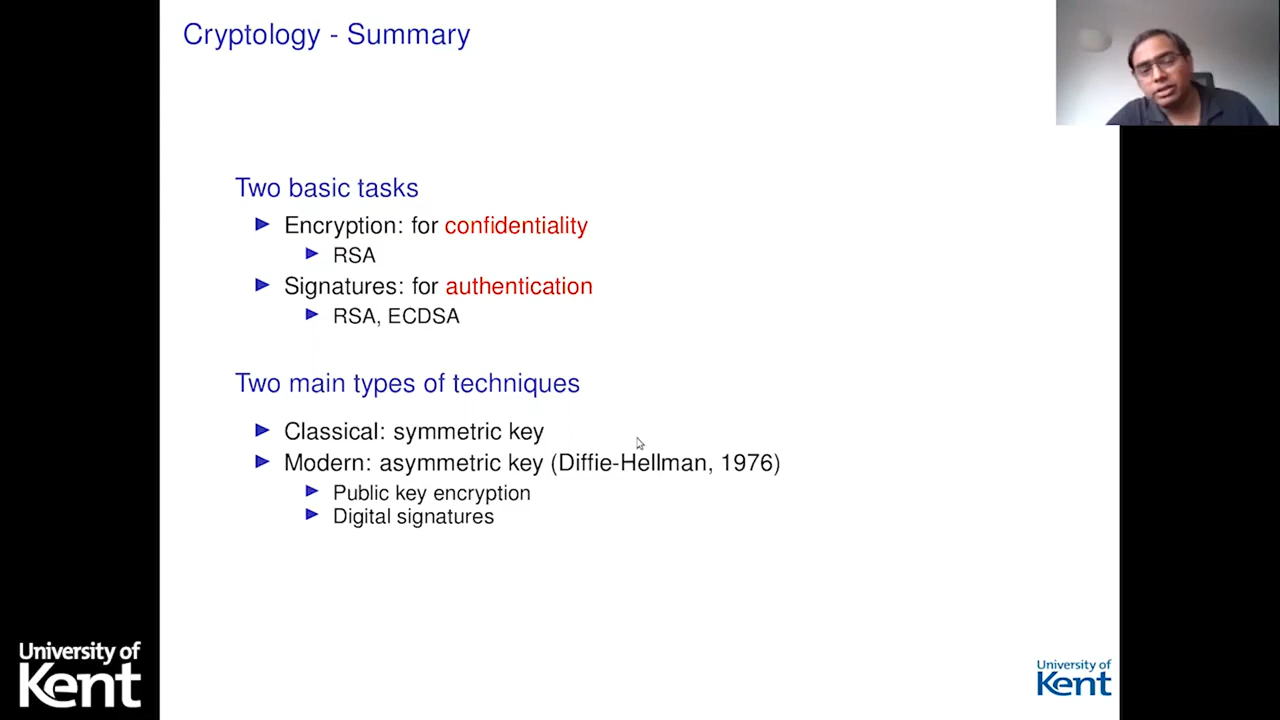 Cryptology - Summary
Two basic tasks
Encryption: for confidentiality
RSA
Signatures: for authentication
RSA, ECDSA
Two main types of techniques
Classical: symmetric key
Modern: asymmetric key (Diffie-Hellman, 1976)
Public key encryption
Digital signatures
University of
Kent
University of
Kent